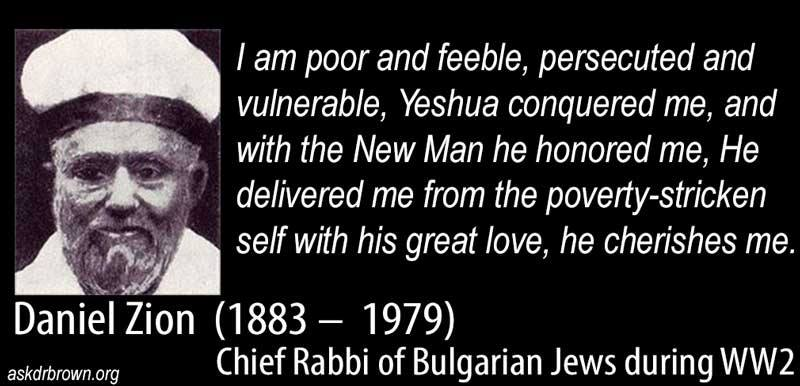 I am poor and feeble, persecuted and
vulnerable, Yeshua conquered me, and
with the New Man he honored me, He
delivered me from the poverty-stricken
self with his great love, he cherishes me.
Daniel Zion (1883 – 1979)
Chief Rabbi of Bulgarian Jews during WW2
askdrbrown.org